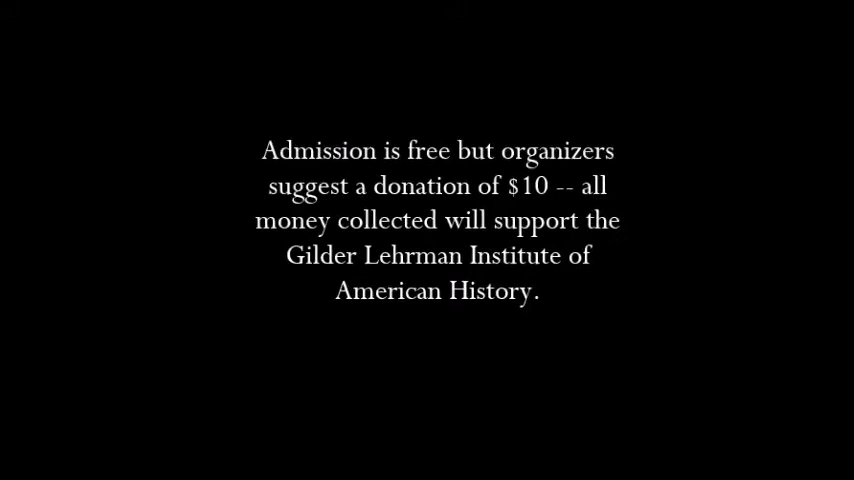 Admission is free but organizers
suggest a donation of $10 -- all
money collected will support the
Gilder Lehrman Institute of
American History.